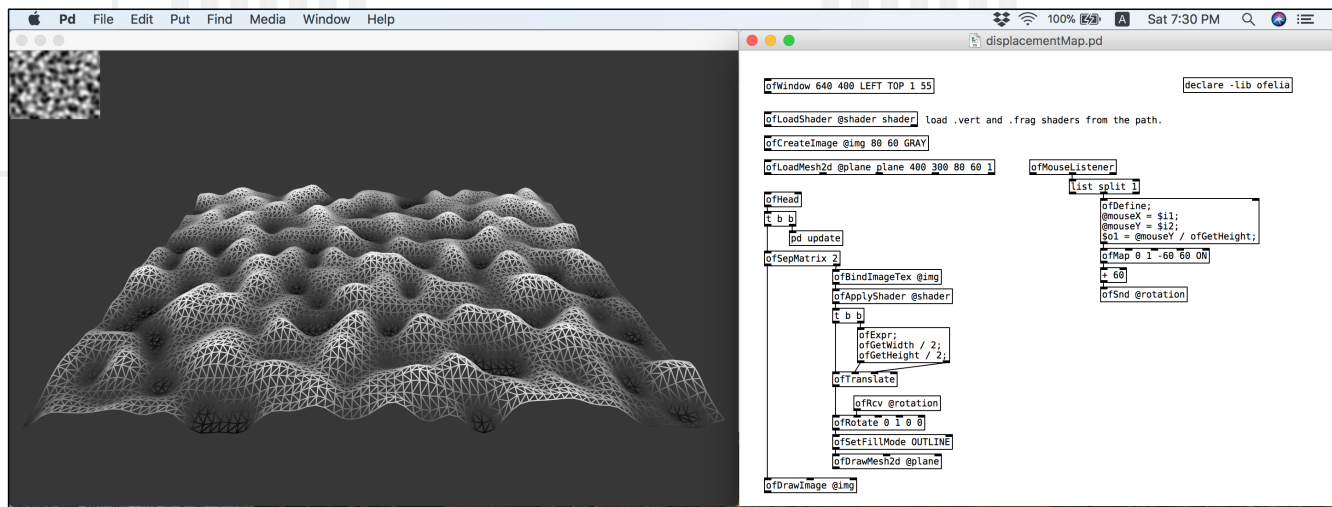 Pd File Edit Put Find Media Window Help
100% A Sat 7:30 PM
displacementMap.pd
ofWindow 640 400 LEFT TOP 1 55
declare -lib ofelia
ofLoadShader @shader shader
load .vert and .frag shaders from the path.
ofCreateImage @img 80 60 GRAY
ofLoadMesh2d @plane plane 400 300 80 60 1
ofHead
t b b
pd update
ofSepMatrix 2
ofBindImageTex @img
ofApplyShader @shader
t b b
ofExpr;
ofGetWidth / 2;
ofGetHeight / 2;
ofTranslate
ofRcv @rotation
ofRotate 0 1 0 0
ofSetFillMode OUTLINE
ofDrawMesh2d @plane
ofDrawImage @img
ofMouseListener
list split 1
ofDefine;
@mouseX = $i1;
@mouseY = $i2;
$o1 = @mouseY / ofGetHeight;
ofMap 0 1 -60 60 ON
+ 60
ofSnd @rotation